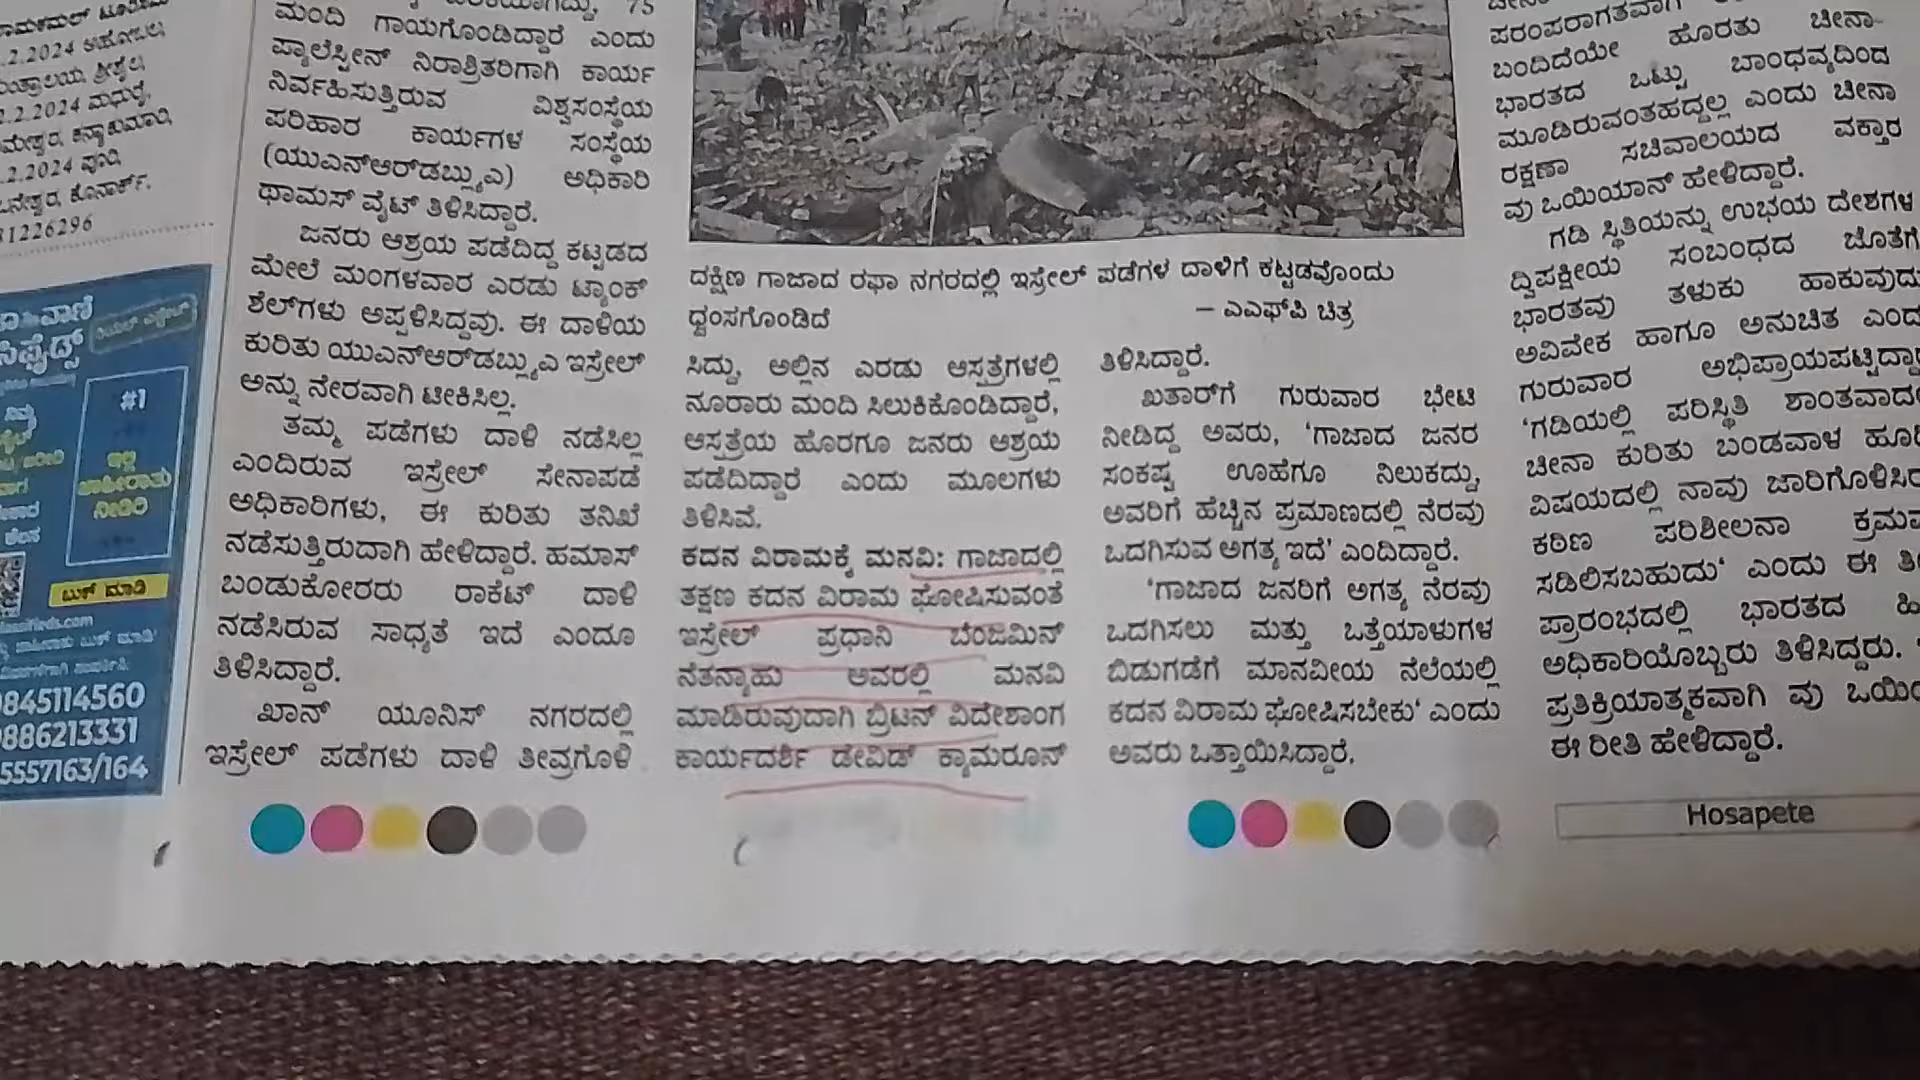 2.2024
ಮಧುರೈ,
ಕನ್ಯಾಕುಮಾರಿ,
.2.2024 ಪುರಿ,
ಕೊನಾರ್ಕ್.
1226296
#1
ಇಲ್ಲಿ
ಜಾಹೀರಾತು
ನೀಡಿರಿ
ಬುಕ್ ಮಾಡಿ
9845114560
9886213331
5557163/164
75
ಮಂದಿ ಗಾಯಗೊಂಡಿದ್ದಾರೆ ಎಂದು
ಪ್ಯಾಲೆಸ್ಟೀನ್ ನಿರಾಶ್ರಿತರಿಗಾಗಿ ಕಾರ್ಯ
ನಿರ್ವಹಿಸುತ್ತಿರುವ ವಿಶ್ವಸಂಸ್ಥೆಯ
ಪರಿಹಾರ ಕಾರ್ಯಗಳ ಸಂಸ್ಥೆಯ
(ಯುಎನ್‌ಆರ್‌ಡಬ್ಲ್ಯುಎ) ಅಧಿಕಾರಿ
ಥಾಮಸ್ ವೈಟ್ ತಿಳಿಸಿದ್ದಾರೆ.
ಜನರು ಆಶ್ರಯ ಪಡೆದಿದ್ದ ಕಟ್ಟಡದ
ಮೇಲೆ ಮಂಗಳವಾರ ಎರಡು ಟ್ಯಾಂಕ್
ಶೆಲ್‌ಗಳು ಅಪ್ಪಳಿಸಿದ್ದವು. ಈ ದಾಳಿಯ
ಕುರಿತು ಯುಎನ್‌ಆರ್‌ಡಬ್ಲ್ಯುಎ ಇಸ್ರೇಲ್
ಅನ್ನು ನೇರವಾಗಿ ಟೀಕಿಸಿಲ್ಲ.
ತಮ್ಮ ಪಡೆಗಳು ದಾಳಿ ನಡೆಸಿಲ್ಲ
ಎಂದಿರುವ ಇಸ್ರೇಲ್ ಸೇನಾಪಡೆ
ಅಧಿಕಾರಿಗಳು, ಈ ಕುರಿತು ತನಿಖೆ
ನಡೆಸುತ್ತಿರುದಾಗಿ ಹೇಳಿದ್ದಾರೆ. ಹಮಾಸ್
ಬಂಡುಕೋರರು ರಾಕೆಟ್ ದಾಳಿ
ನಡೆಸಿರುವ ಸಾಧ್ಯತೆ ಇದೆ ಎಂದೂ
ತಿಳಿಸಿದ್ದಾರೆ.
ಖಾನ್ ಯೂನಿಸ್ ನಗರದಲ್ಲಿ
ಇಸ್ರೇಲ್ ಪಡೆಗಳು ದಾಳಿ ತೀವ್ರಗೊಳಿ
ದಕ್ಷಿಣ ಗಾಜಾದ ರಫಾ ನಗರದಲ್ಲಿ ಇಸ್ರೇಲ್ ಪಡೆಗಳ ದಾಳಿಗೆ ಕಟ್ಟಡವೊಂದು
ಧ್ವಂಸಗೊಂಡಿದೆ – ಎಎಫ್‌ಪಿ ಚಿತ್ರ
ಸಿದ್ದು, ಅಲ್ಲಿನ ಎರಡು ಆಸ್ಪತ್ರೆಗಳಲ್ಲಿ
ನೂರಾರು ಮಂದಿ ಸಿಲುಕಿಕೊಂಡಿದ್ದಾರೆ,
ಆಸ್ಪತ್ರೆಯ ಹೊರಗೂ ಜನರು ಆಶ್ರಯ
ಪಡೆದಿದ್ದಾರೆ ಎಂದು ಮೂಲಗಳು
ತಿಳಿಸಿವೆ.
ಕದನ ವಿರಾಮಕ್ಕೆ ಮನವಿ: ಗಾಜಾದಲ್ಲಿ
ತಕ್ಷಣ ಕದನ ವಿರಾಮ ಘೋಷಿಸುವಂತೆ
ಇಸ್ರೇಲ್ ಪ್ರಧಾನಿ ಬೆಂಜಮಿನ್
ನೆತನ್ಯಾಹು ಅವರಲ್ಲಿ ಮನವಿ
ಮಾಡಿರುವುದಾಗಿ ಬ್ರಿಟನ್ ವಿದೇಶಾಂಗ
ಕಾರ್ಯದರ್ಶಿ ಡೇವಿಡ್ ಕ್ಯಾಮರೂನ್
ತಿಳಿಸಿದ್ದಾರೆ.
ಖತಾರ್‌ಗೆ ಗುರುವಾರ ಭೇಟಿ
ನೀಡಿದ್ದ ಅವರು, ‘ಗಾಜಾದ ಜನರ
ಸಂಕಷ್ಟ ಊಹೆಗೂ ನಿಲುಕದ್ದು,
ಅವರಿಗೆ ಹೆಚ್ಚಿನ ಪ್ರಮಾಣದಲ್ಲಿ ನೆರವು
ಒದಗಿಸುವ ಅಗತ್ಯ ಇದೆ’ ಎಂದಿದ್ದಾರೆ.
‘ಗಾಜಾದ ಜನರಿಗೆ ಅಗತ್ಯ ನೆರವು
ಒದಗಿಸಲು ಮತ್ತು ಒತ್ತೆಯಾಳುಗಳ
ಬಿಡುಗಡೆಗೆ ಮಾನವೀಯ ನೆಲೆಯಲ್ಲಿ
ಕದನ ವಿರಾಮ ಘೋಷಿಸಬೇಕು‘ ಎಂದು
ಅವರು ಒತ್ತಾಯಿಸಿದ್ದಾರೆ.
ಪರಂಪರಾಗತವಾಗಿ
ಬಂದಿದೆಯೇ ಹೊರತು ಚೀನಾ–
ಭಾರತದ ಒಟ್ಟು ಬಾಂಧವ್ಯದಿಂದ
ಮೂಡಿರುವಂತಹದ್ದಲ್ಲ ಎಂದು ಚೀನಾ
ರಕ್ಷಣಾ ಸಚಿವಾಲಯದ ವಕ್ತಾರ
ವು ಒಯಿಯಾನ್ ಹೇಳಿದ್ದಾರೆ.
ಗಡಿ ಸ್ಥಿತಿಯನ್ನು ಉಭಯ ದೇಶಗಳ
ದ್ವಿಪಕ್ಷೀಯ ಸಂಬಂಧದ ಜೊತೆಗೆ
ಭಾರತವು ತಳುಕು ಹಾಕುವುದು
ಅವಿವೇಕ ಹಾಗೂ ಅನುಚಿತ ಎಂದ
ಗುರುವಾರ ಅಭಿಪ್ರಾಯಪಟ್ಟಿದ್ದಾ
‘ಗಡಿಯಲ್ಲಿ ಪರಿಸ್ಥಿತಿ ಶಾಂತವಾದ
ಚೀನಾ ಕುರಿತು ಬಂಡವಾಳ ಹೂಡಿ
ವಿಷಯದಲ್ಲಿ ನಾವು ಜಾರಿಗೊಳಿಸಿರ
ಕಠಿಣ ಪರಿಶೀಲನಾ ಕ್ರಮ
ಸಡಿಲಿಸಬಹುದು‘ ಎಂದು ಈ ತಿ
ಪ್ರಾರಂಭದಲ್ಲಿ ಭಾರತದ ಹಿ
ಅಧಿಕಾರಿಯೊಬ್ಬರು ತಿಳಿಸಿದ್ದರು.
ಪ್ರತಿಕ್ರಿಯಾತ್ಮಕವಾಗಿ ವು ಒಯಿ
ಈ ರೀತಿ ಹೇಳಿದ್ದಾರೆ.
Hosapete